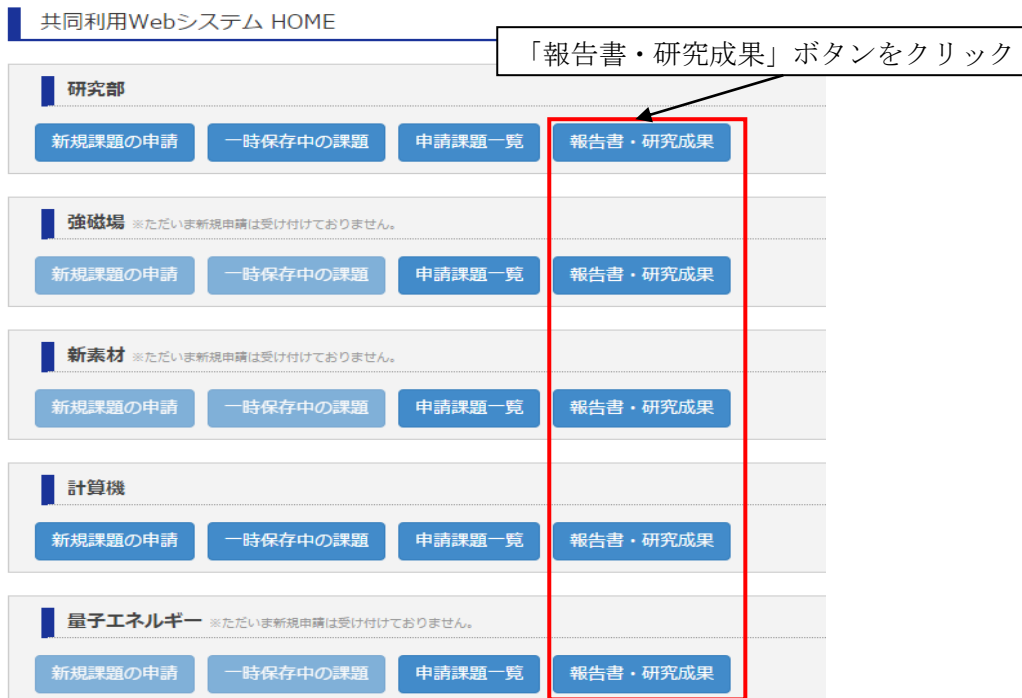 共同利用Webシステム HOME
「報告書・研究成果」ボタンをクリック
研究部
新規課題の申請 一時保存中の課題 申請課題一覧 報告書・研究成果
強磁場 ※ただいま新規申請は受け付けておりません。
新規課題の申請 一時保存中の課題 申請課題一覧 報告書・研究成果
新素材 ※ただいま新規申請は受け付けておりません。
新規課題の申請 一時保存中の課題 申請課題一覧 報告書・研究成果
計算機
新規課題の申請 一時保存中の課題 申請課題一覧 報告書・研究成果
量子エネルギー ※ただいま新規申請は受け付けておりません。
新規課題の申請 一時保存中の課題 申請課題一覧 報告書・研究成果